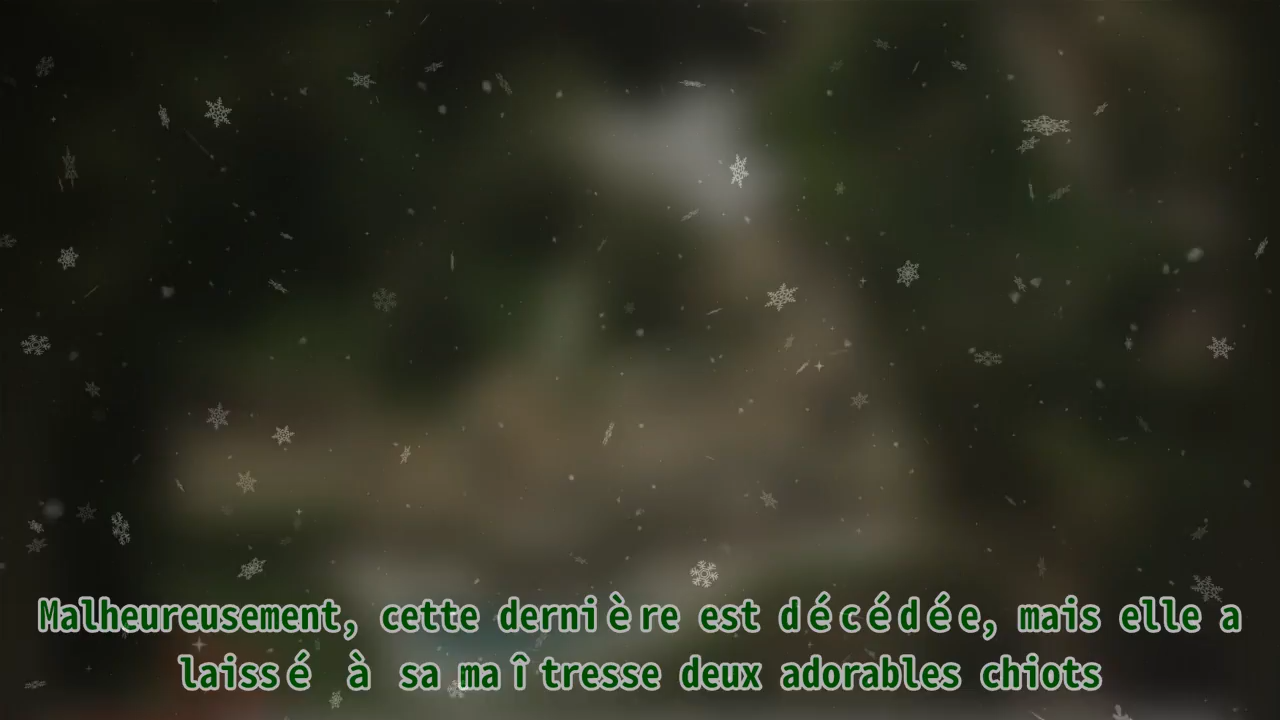 Malheureusement, cette dernière est décédée, mais elle a
laissé à sa maîtresse deux adorables chiots